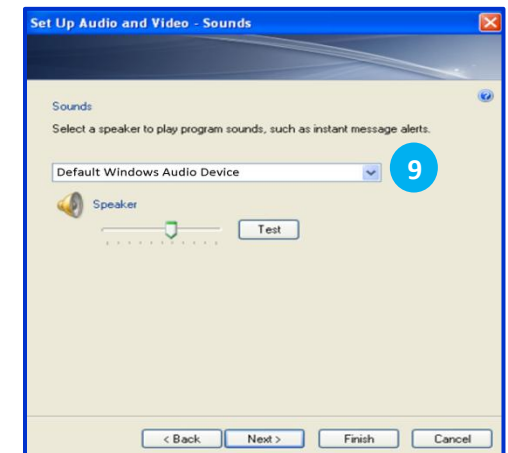 Set Up Audio and Video - Sounds
Sounds
Select a speaker to play program sounds, such as instant message alerts.
Default Windows Audio Device
9
Speaker
Test
< Back
Next >
Finish
Cancel